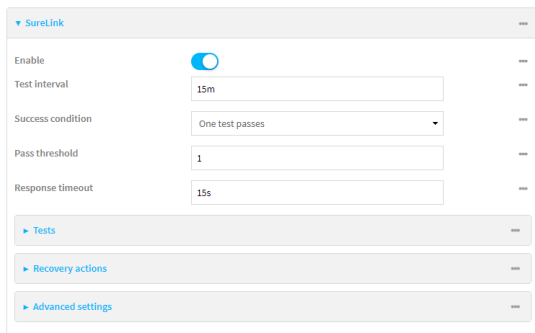 SureLink
Enable
Test interval
15m
Success condition
One test passes
Pass threshold
1
Response timeout
15s
Tests
Recovery actions
Advanced settings